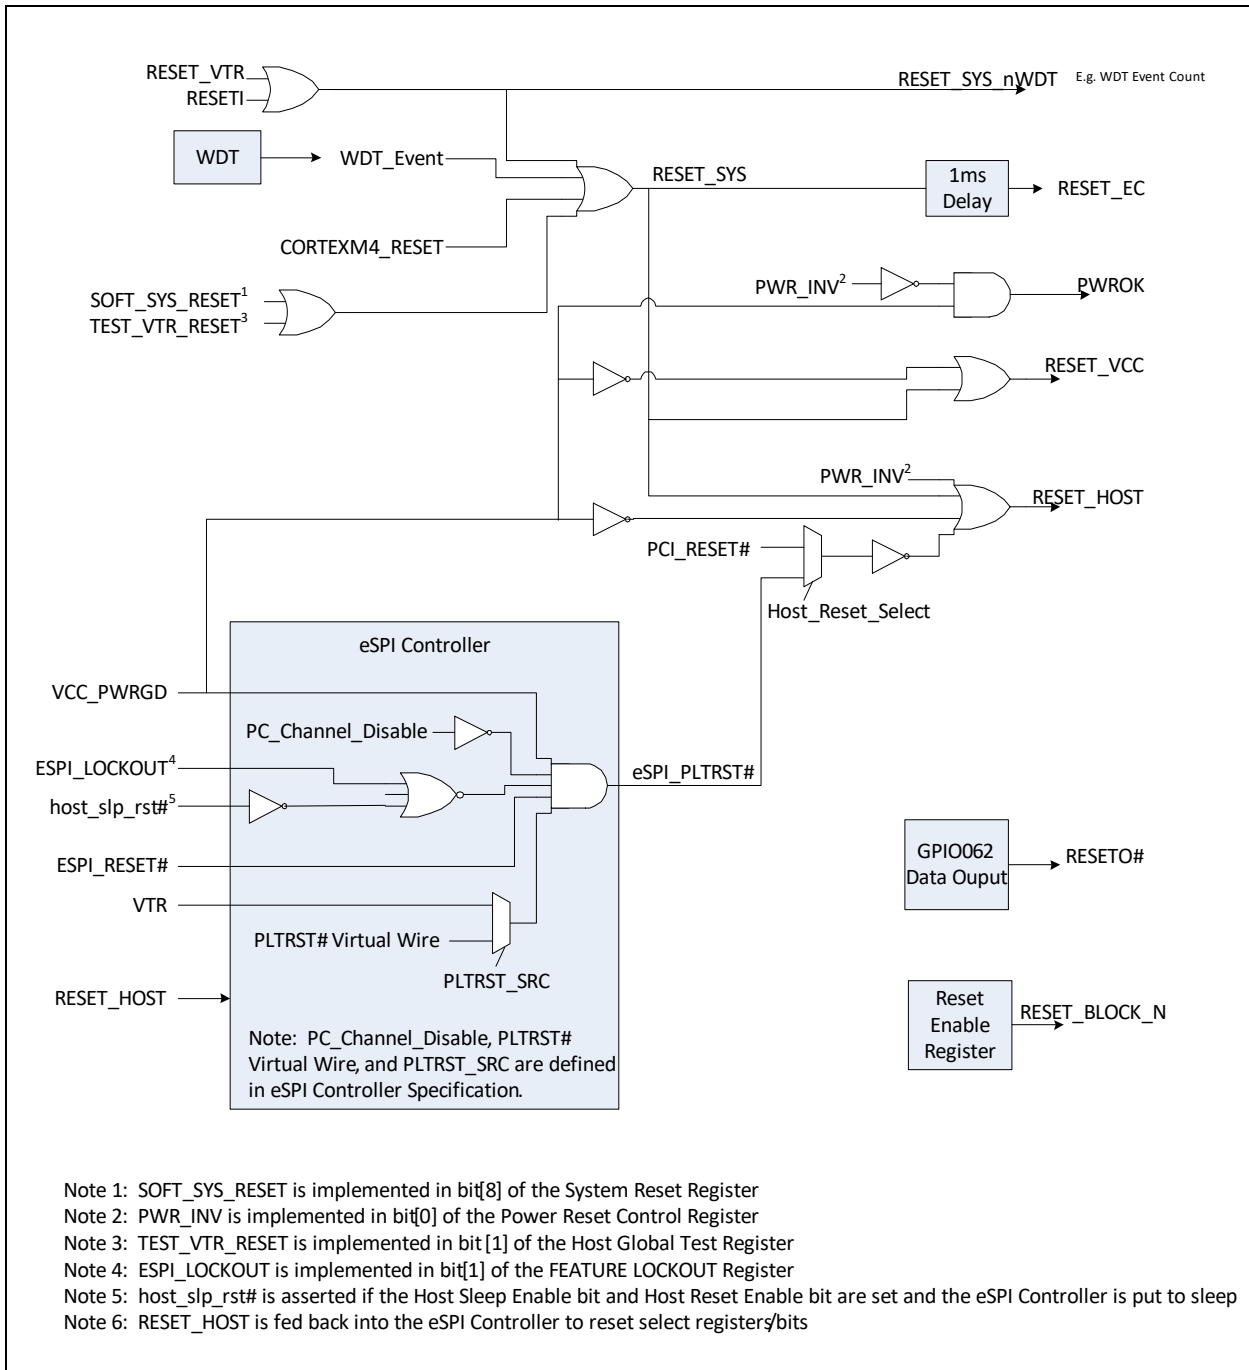 RESET_VTR
RESETI
RESET_SYS_nWDT
E.g. WDT Event Count
WDT
WDT_Event
RESET_SYS
1ms
Delay
RESET_EC
CORTEXM4_RESET
SOFT_SYS_RESET1
TEST_VTR_RESET3
PWR_INV2
PWROK
RESET_VCC
PWR_INV2
RESET_HOST
PCI_RESET#
Host_Reset_Select
eSPI Controller
VCC_PWRGD
PC_Channel_Disable
ESPI_LOCKOUT4
eSPI_PLTRST#
host_slp_rst#5
ESPI_RESET#
VTR
PLTRST# Virtual Wire
PLTRST_SRC
GPIO062
Data Ouput
RESETO#
RESET_HOST
Reset
Enable
Register
RESET_BLOCK_N
Note: PC_Channel_Disable, PLTRST#
Virtual Wire, and PLTRST_SRC are defined
in eSPI Controller Specification.
Note 1: SOFT_SYS_RESET is implemented in bit[8] of the System Reset Register
Note 2: PWR_INV is implemented in bit[0] of the Power Reset Control Register
Note 3: TEST_VTR_RESET is implemented in bit [1] of the Host Global Test Register
Note 4: ESPI_LOCKOUT is implemented in bit[1] of the FEATURE LOCKOUT Register
Note 5: host_slp_rst# is asserted if the Host Sleep Enable bit and Host Reset Enable bit are set and the eSPI Controller is put to sleep
Note 6: RESET_HOST is fed back into the eSPI Controller to reset select registers/bits